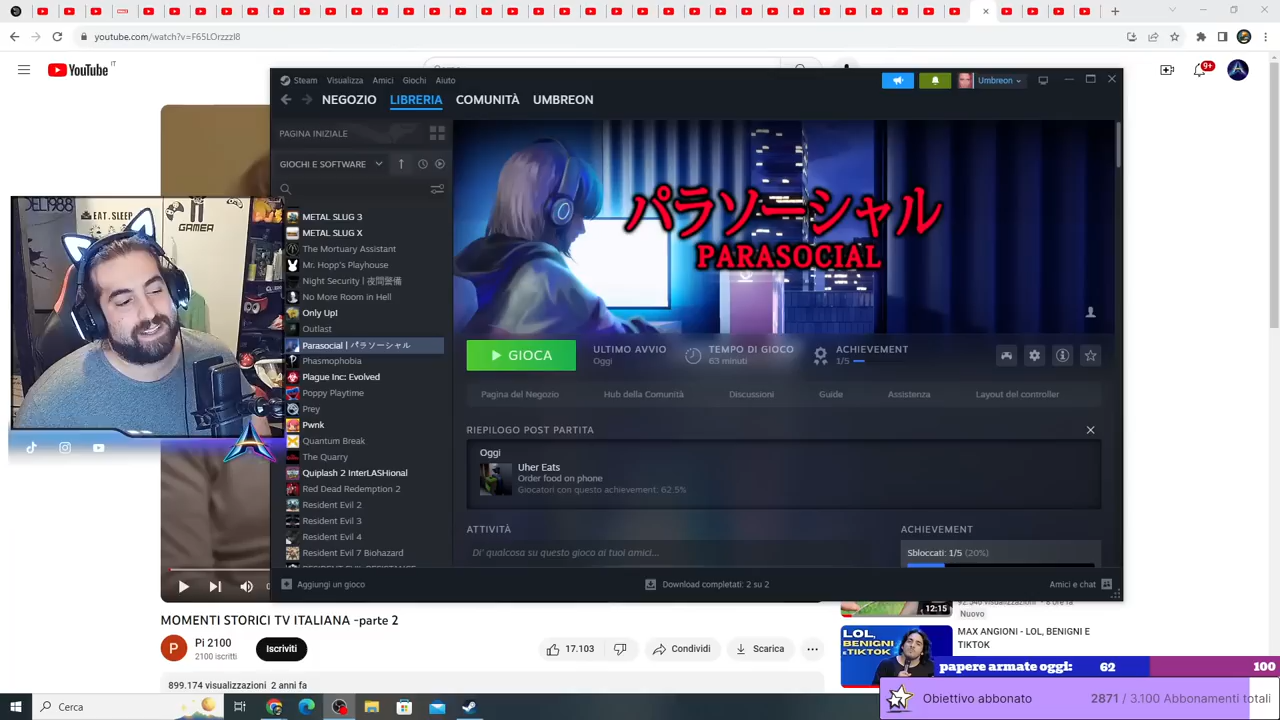 youtube.com/watch?v=F65LOrzzzl8
YouTube IT
9+
Steam Visualizza Amici Giochi Aiuto
Umbreon
NEGOZIO LIBRERIA COMUNITÀ UMBREON
PAGINA INIZIALE
GIOCHI E SOFTWARE
METAL SLUG 3
METAL SLUG X
The Mortuary Assistant
Mr. Hopp's Playhouse
Night Security | 夜間警備
No More Room in Hell
Only Up!
Outlast
Parasocial | パラソーシャル
Phasmophobia
Plague Inc: Evolved
Poppy Playtime
Prey
Pwnk
Quantum Break
The Quarry
Quiplash 2 InterLASHional
Red Dead Redemption 2
Resident Evil 2
Resident Evil 3
Resident Evil 4
Resident Evil 7 Biohazard
RESIDENT EVIL RESISTANCE
Aggiungi un gioco
パラソーシャル
PARASOCIAL
GIOCA
ULTIMO AVVIO
Oggi
TEMPO DI GIOCO
63 minuti
ACHIEVEMENT
1/5
Pagina del Negozio Hub della Comunità Discussioni Guide Assistenza Layout del controller
RIEPILOGO POST PARTITA
Oggi
Uher Eats
Order food on phone
Giocatori con questo achievement: 62.5%
ATTIVITÀ
Di' qualcosa su questo gioco ai tuoi amici...
ACHIEVEMENT
Sbloccati: 1/5 (20%)
Download completati: 2 su 2
Amici e chat
EAT.SLEEP
GAMER
MOMENTI STORICI TV ITALIANA -parte 2
P
Pi 2100
2100 iscritti
Iscriviti
17.103
Condividi
Scarica
899.174 visualizzazioni 2 anni fa
12:15
Nuovo
LOL,
BENIGNI
E TIKTOK
MAX ANGIONI - LOL, BENIGNI E
TIKTOK
papere armate oggi: 62 100
Obiettivo abbonato 2871 / 3.100 Abbonamenti totali
Cerca